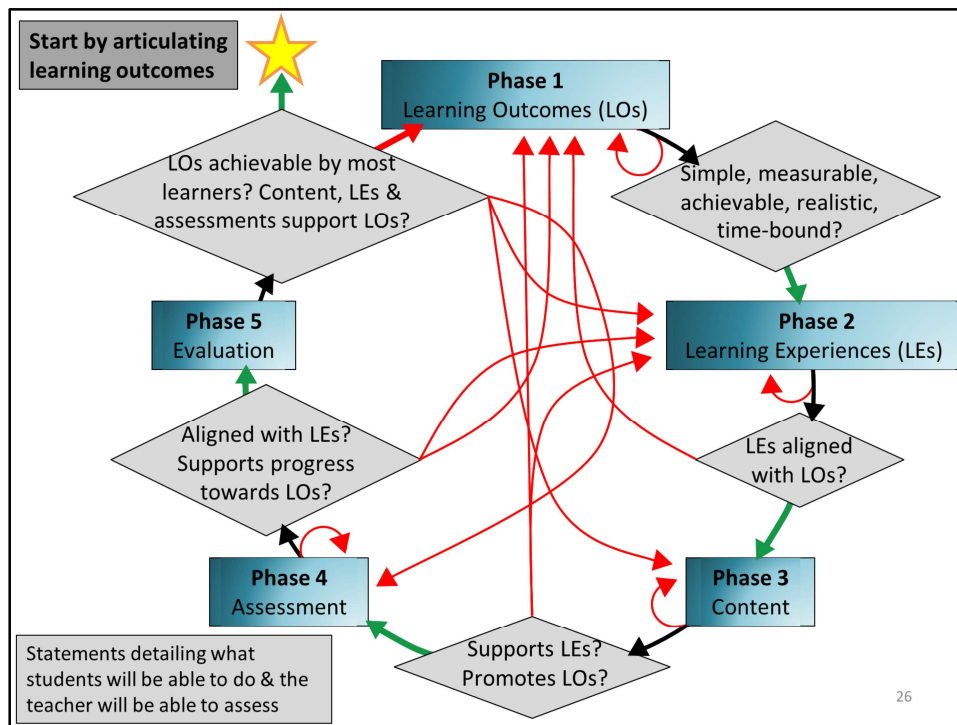 Start by articulating
learning outcomes
Phase 1
Learning Outcomes (LOs)
LOs achievable by most
learners? Content, LEs &
assessments support LOs?
Simple, measurable,
achievable, realistic,
time-bound?
Phase 5
Evaluation
Phase 2
Learning Experiences (LEs)
Aligned with LEs?
Supports progress
towards LOs?
LEs aligned
with LOs?
Phase 4
Assessment
Phase 3
Content
Supports LEs?
Promotes LOs?
Statements detailing what
students will be able to do & the
teacher will be able to assess
26